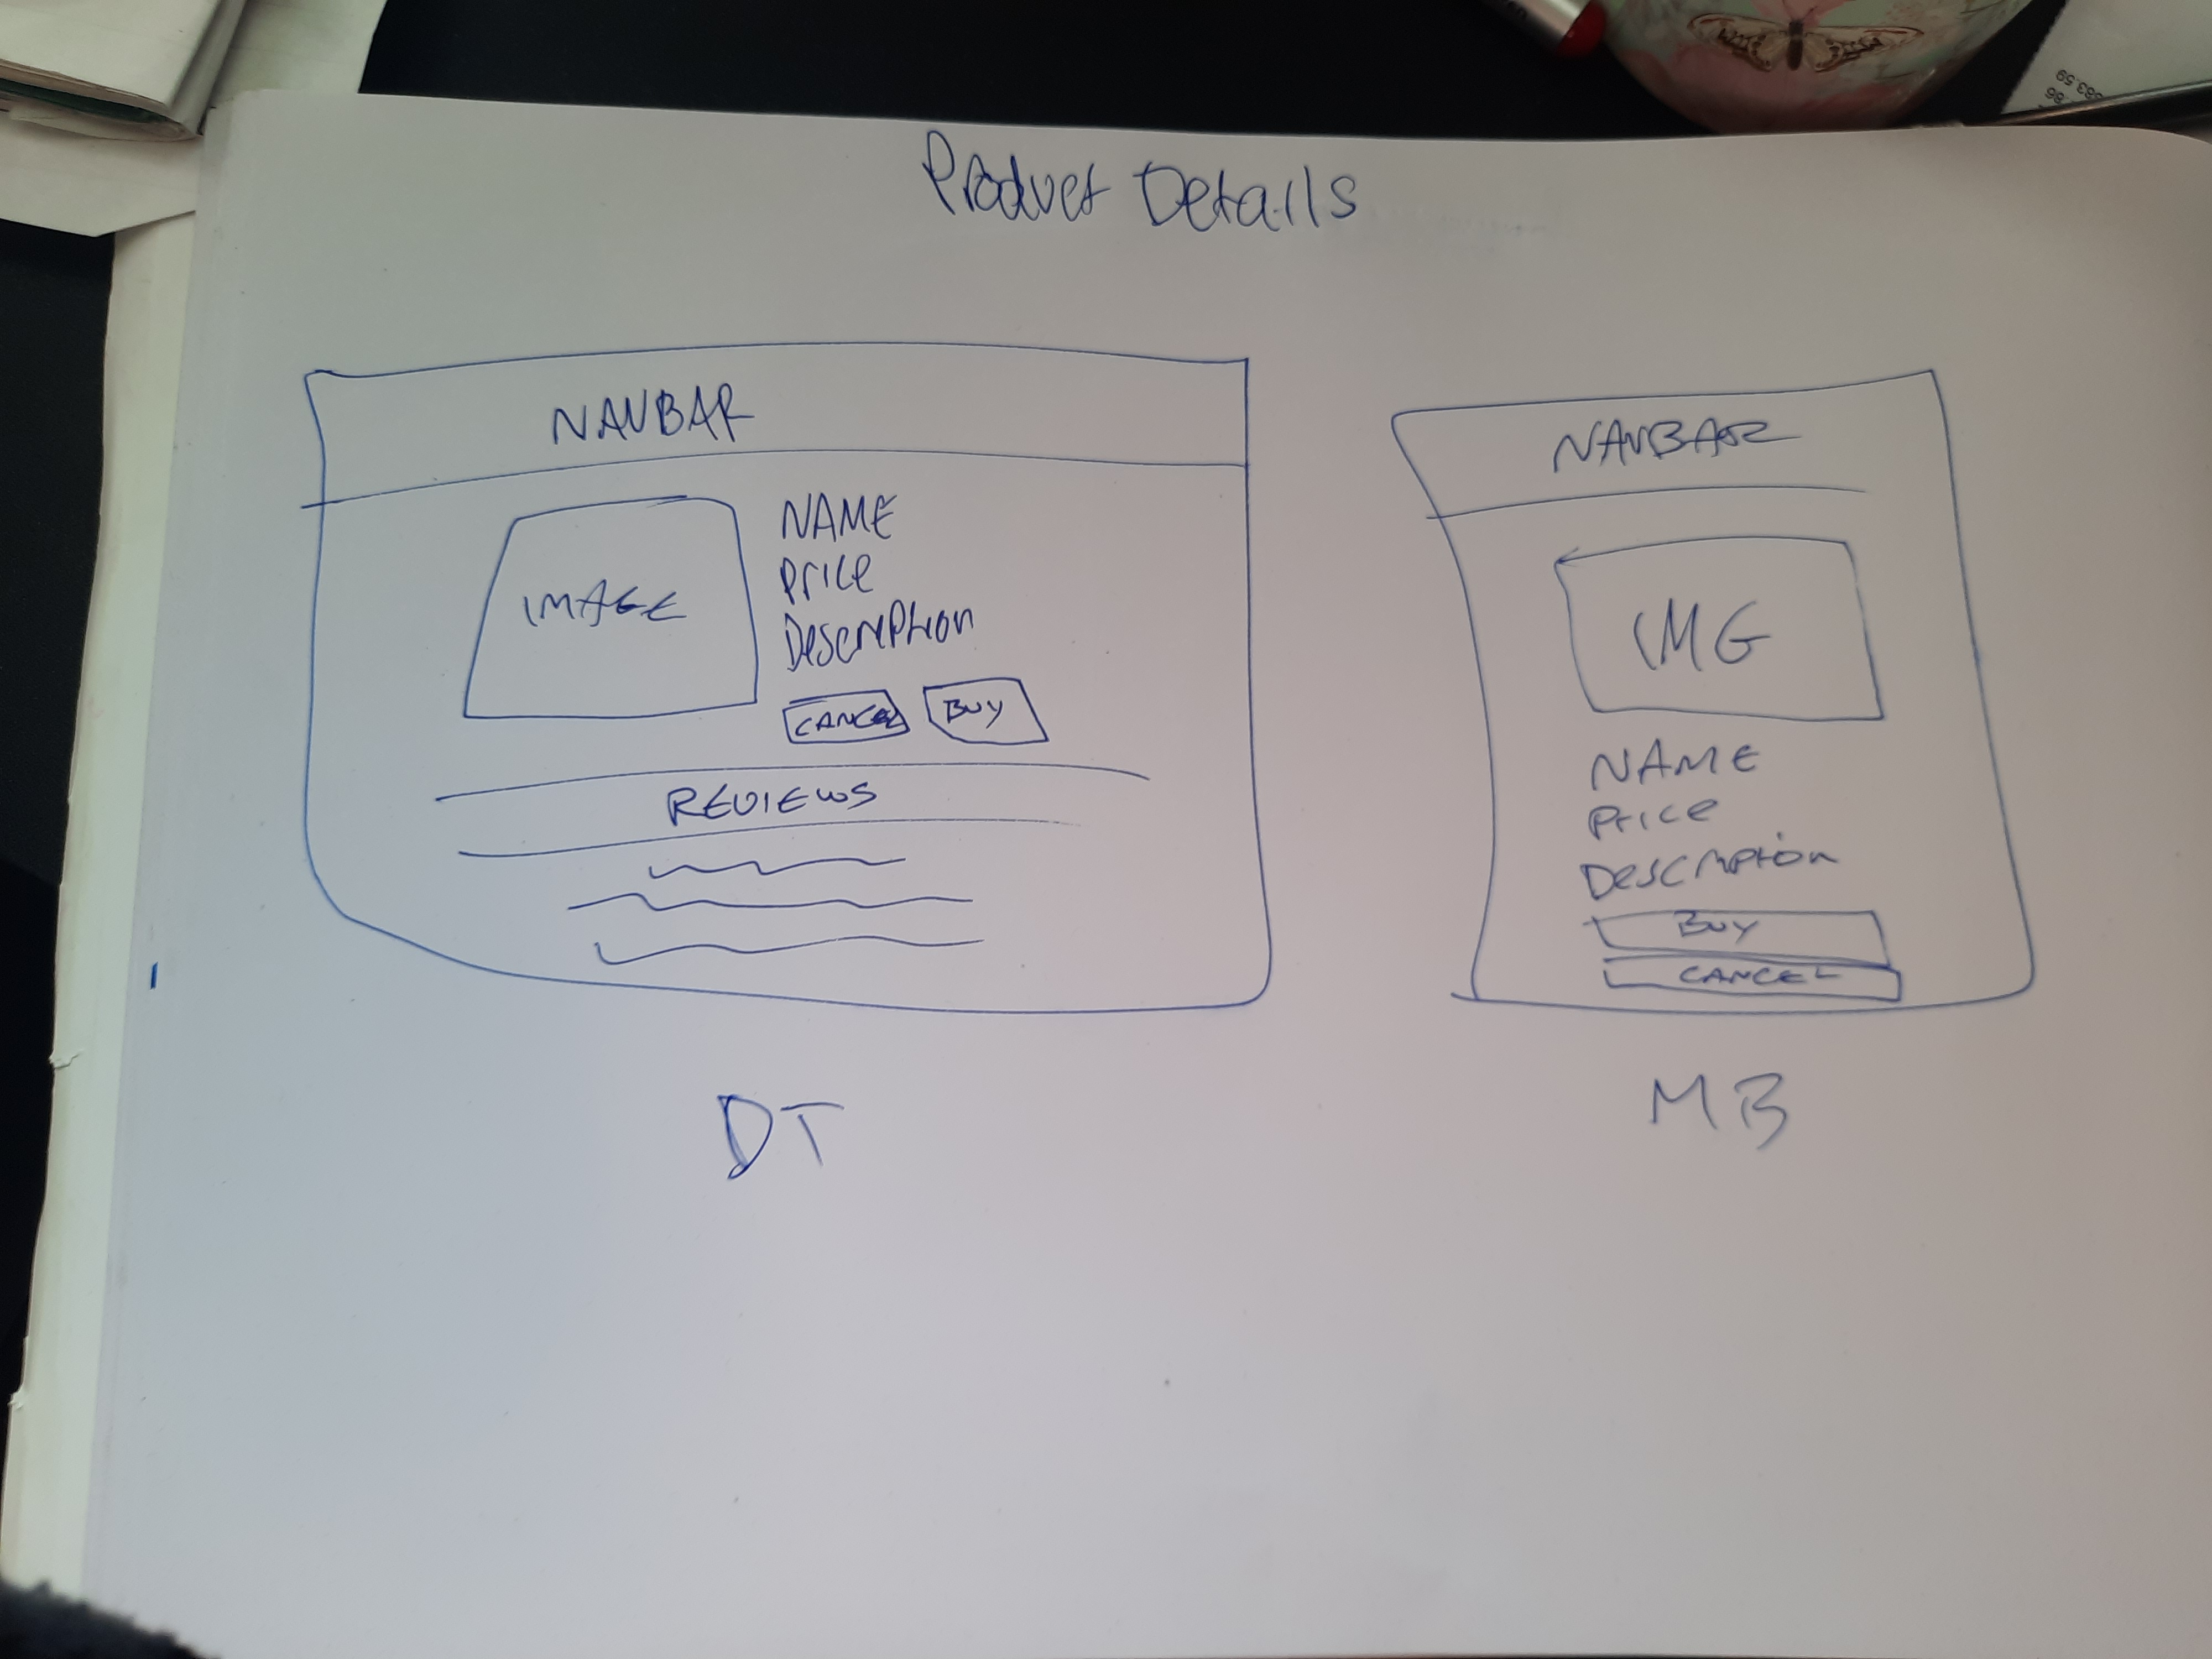 Product Details
NAVBAR
IMAGE
NAME
Price
Description
CANCEL
BUY
REVIEWS
DT
NAVBAR
IMG
NAME
Price
Description
BUY
CANCEL
MB